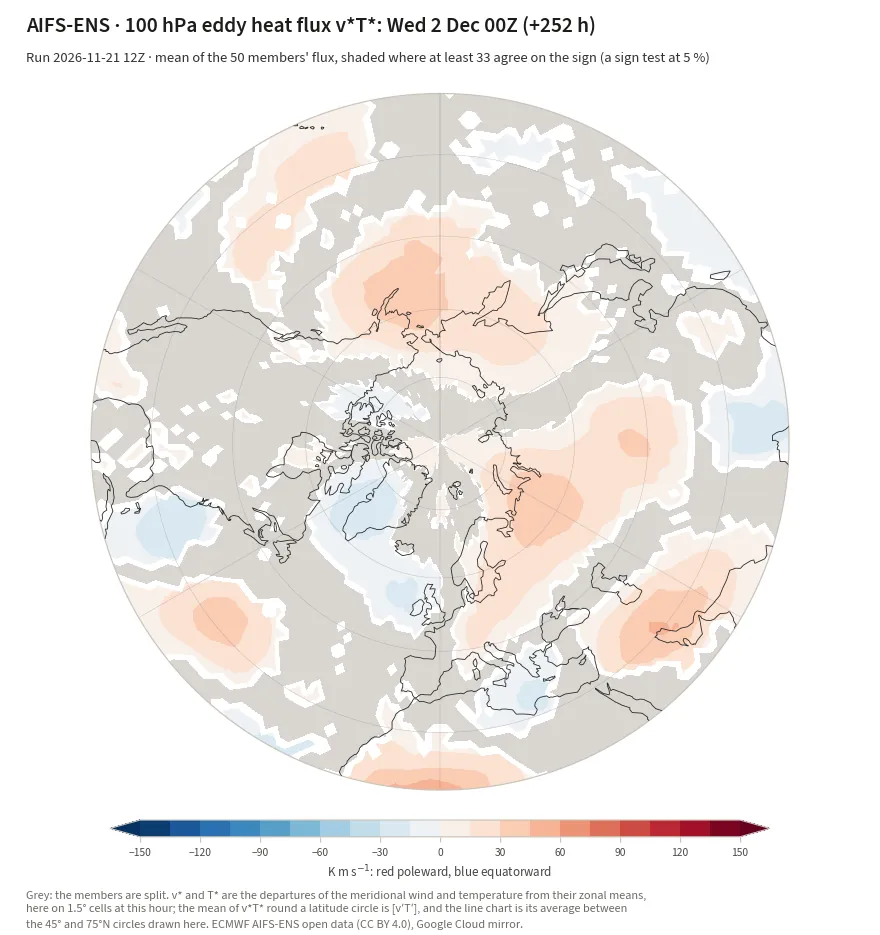 AIFS-ENS · 100 hPa eddy heat flux v*T*: Wed 2 Dec 00Z (+252 h)
Run 2026-11-21 12Z · mean of the 50 members' flux, shaded where at least 33 agree on the sign (a sign test at 5 %)
−150 −120 −90 −60 −30 0 30 60 90 120 150
K m s⁻¹: red poleward, blue equatorward
Grey: the members are split. v* and T* are the departures of the meridional wind and temperature from their zonal means,
here on 1.5° cells at this hour; the mean of v*T* round a latitude circle is [v′T′], and the line chart is its average between
the 45° and 75°N circles drawn here. ECMWF AIFS-ENS open data (CC BY 4.0), Google Cloud mirror.